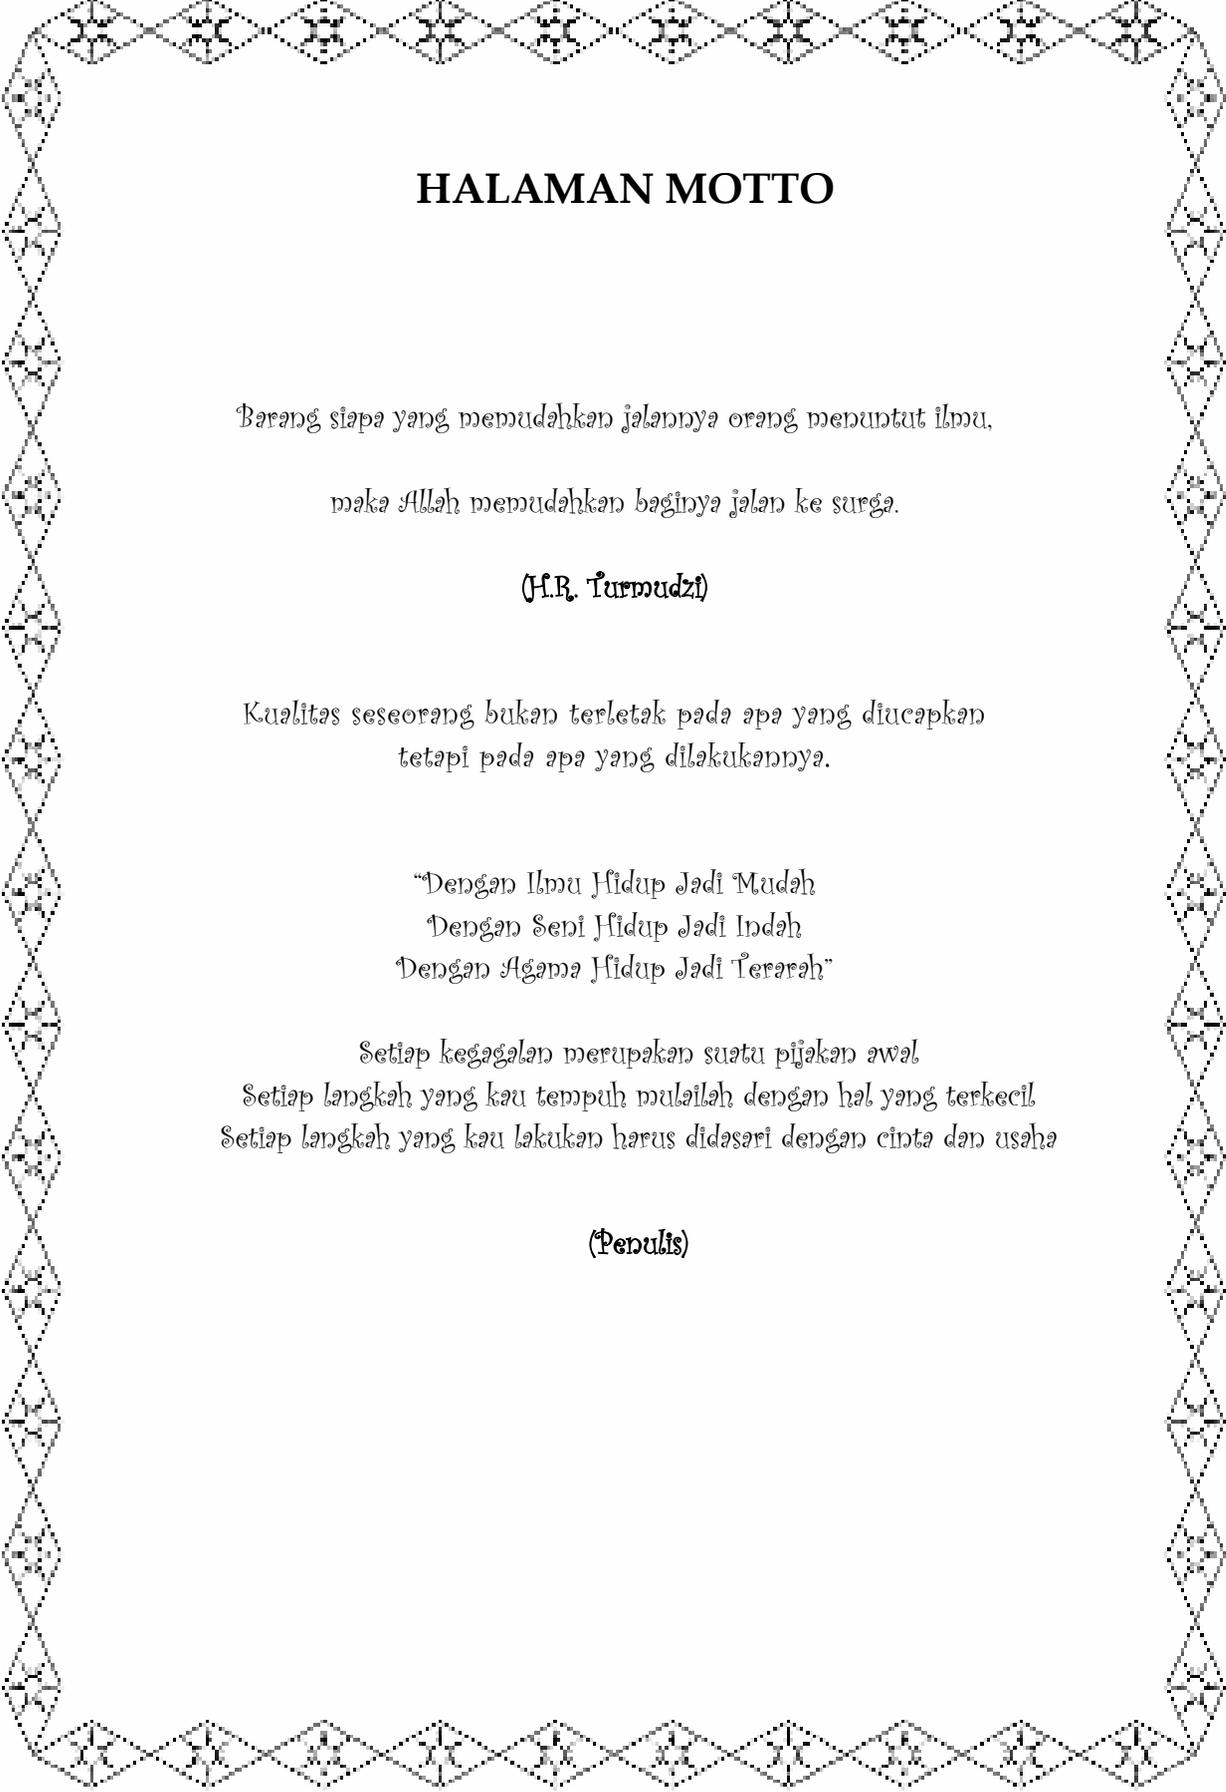 HALAMAN MOTTO
Barang siapa yang memudahkan jalannya orang menuntut ilmu,
maka Allah memudahkan baginya jalan ke surga.
(H.R. Turmudzi)
Kualitas seseorang bukan terletak pada apa yang diucapkan
tetapi pada apa yang dilakukannya.
“Dengan Ilmu Hidup Jadi Mudah
Dengan Seni Hidup Jadi Indah
Dengan Agama Hidup Jadi Terarah”
Setiap kegagalan merupakan suatu pijakan awal
Setiap langkah yang kau tempuh mulailah dengan hal yang terkecil
Setiap langkah yang kau lakukan harus didasari dengan cinta dan usaha
(Penulis)